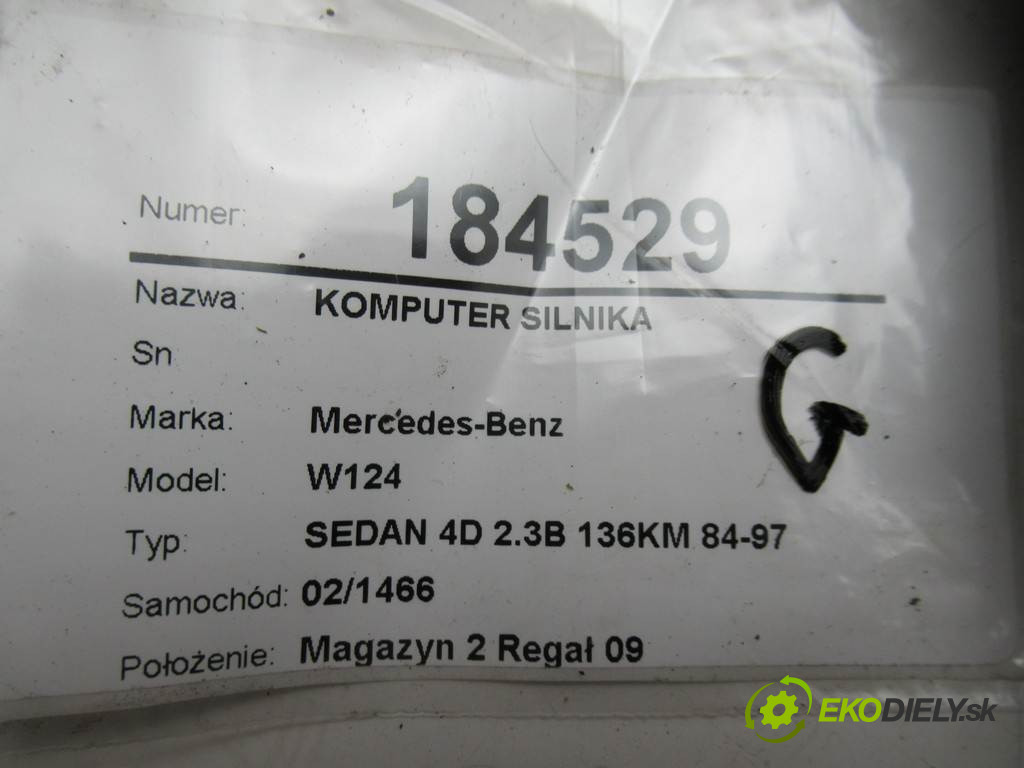 Numer: 184529
Nazwa: KOMPUTER SILNIKA
Sn
G
Marka: Mercedes-Benz
Model: W124
Typ: SEDAN 4D 2.3B 136KM 84-97
Samochód: 02/1466
Położenie: Magazyn 2 Regał 09
EKODIELY.sk